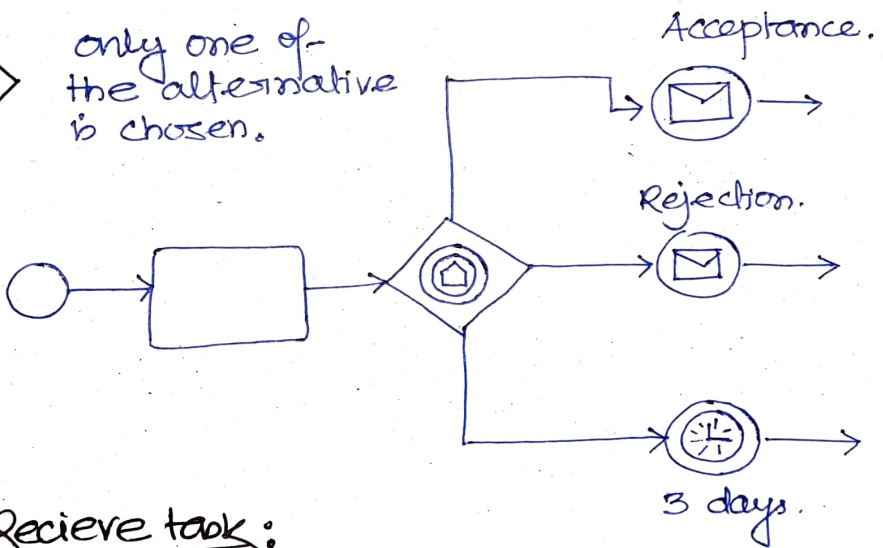 only one of
the alternative
is chosen.
Acceptance.
Rejection.
3 days.
Recieve task: